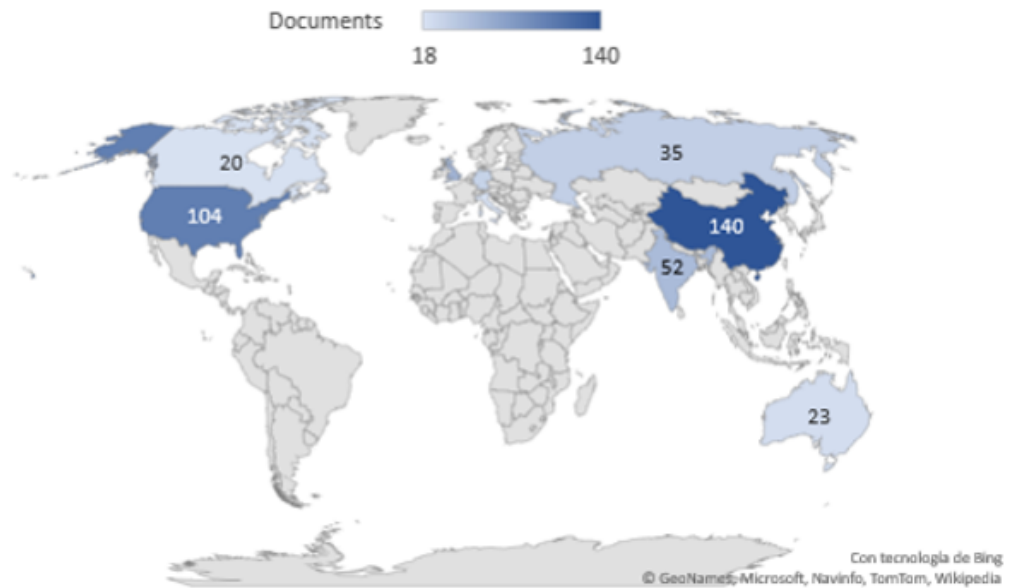 Documents
18 140
20
35
104
140
52
23
Con tecnología de Bing
© GeoNames, Microsoft, Navinfo, TomTom, Wikipedia